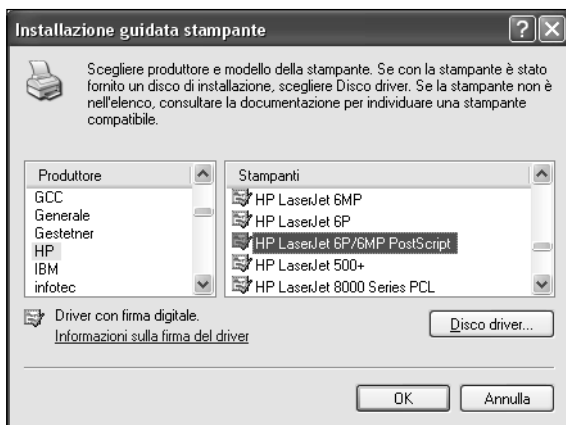 Installazione guidata stampante
Scegliere produttore e modello della stampante. Se con la stampante è stato
fornito un disco di installazione, scegliere Disco driver. Se la stampante non è
nell'elenco, consultare la documentazione per individuare una stampante
compatibile.
Produttore
GCC
Generale
Gestetner
HP
IBM
infotec
Stampanti
HP LaserJet 6MP
HP LaserJet 6P
HP LaserJet 6P/6MP PostScript
HP LaserJet 500+
HP LaserJet 8000 Series PCL
Driver con firma digitale.
Informazioni sulla firma del driver
Disco driver...
OK
Annulla